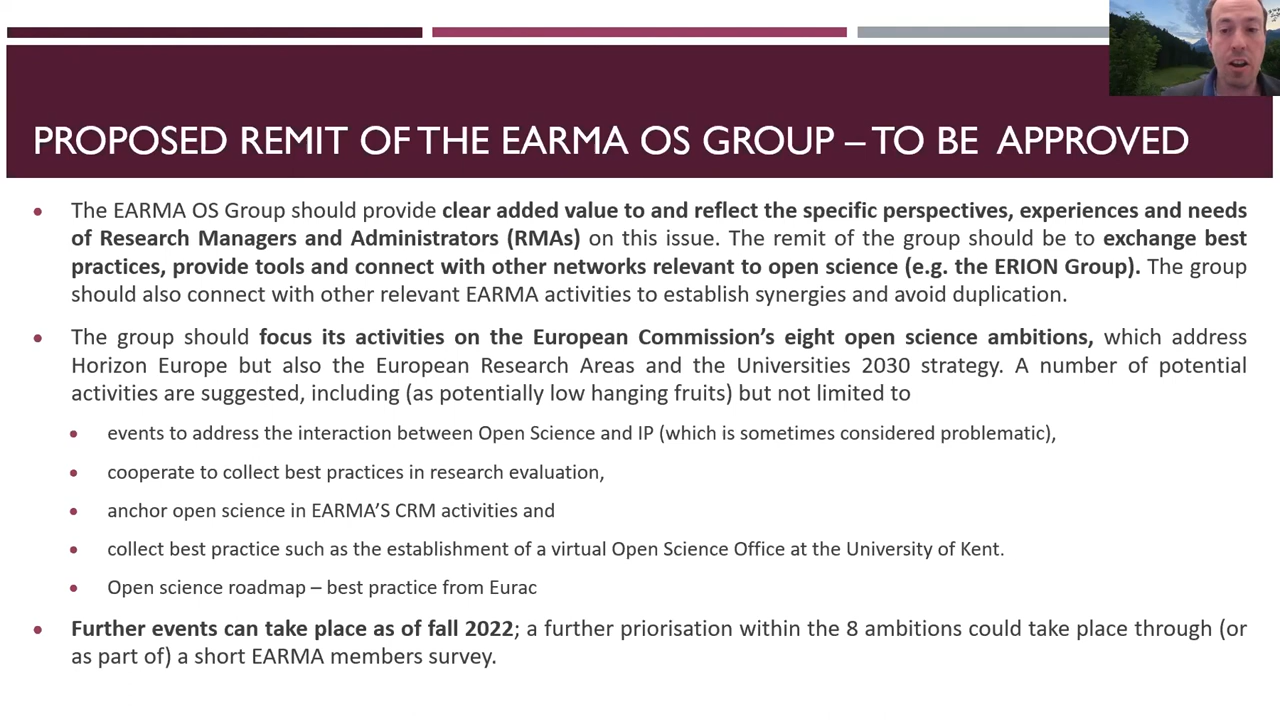 PROPOSED REMIT OF THE EARMA OS GROUP – TO BE APPROVED
• The EARMA OS Group should provide clear added value to and reflect the specific perspectives, experiences and needs
of Research Managers and Administrators (RMAs) on this issue. The remit of the group should be to exchange best
practices, provide tools and connect with other networks relevant to open science (e.g. the ERION Group). The group
should also connect with other relevant EARMA activities to establish synergies and avoid duplication.
• The group should focus its activities on the European Commission's eight open science ambitions, which address
Horizon Europe but also the European Research Areas and the Universities 2030 strategy. A number of potential
activities are suggested, including (as potentially low hanging fruits) but not limited to
• events to address the interaction between Open Science and IP (which is sometimes considered problematic),
• cooperate to collect best practices in research evaluation,
• anchor open science in EARMA'S CRM activities and
• collect best practice such as the establishment of a virtual Open Science Office at the University of Kent.
• Open science roadmap – best practice from Eurac
• Further events can take place as of fall 2022; a further priorisation within the 8 ambitions could take place through (or
as part of) a short EARMA members survey.